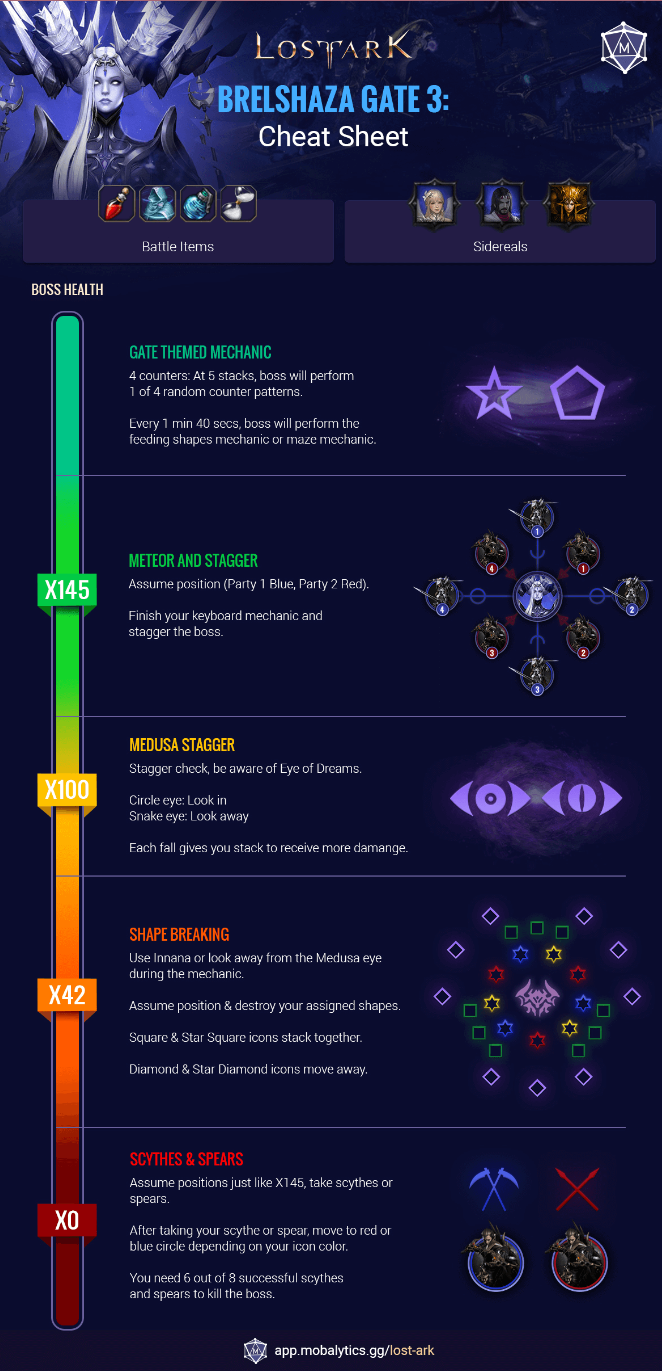 LOST ARK
M
BRELSHAZA GATE 3:
Cheat Sheet
Battle Items
Sidereals
BOSS HEALTH
GATE THEMED MECHANIC
4 counters: At 5 stacks, boss will perform
1 of 4 random counter patterns.
Every 1 min 40 secs, boss will perform the
feeding shapes mechanic or maze mechanic.
X145
METEOR AND STAGGER
Assume position (Party 1 Blue, Party 2 Red).
Finish your keyboard mechanic and
stagger the boss.
1
4
1
4
2
3
2
3
X100
MEDUSA STAGGER
Stagger check, be aware of Eye of Dreams.
Circle eye: Look in
Snake eye: Look away
Each fall gives you stack to receive more damange.
X42
SHAPE BREAKING
Use Innana or look away from the Medusa eye
during the mechanic.
Assume position & destroy your assigned shapes.
Square & Star Square icons stack together.
Diamond & Star Diamond icons move away.
X0
SCYTHES & SPEARS
Assume positions just like X145, take scythes or
spears.
After taking your scythe or spear, move to red or
blue circle depending on your icon color.
You need 6 out of 8 successful scythes
and spears to kill the boss.
M
app.mobalytics.gg/lost-ark